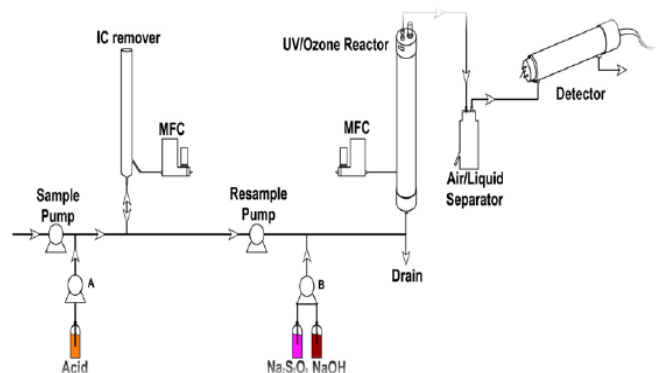 IC remover
UV/Ozone Reactor
Detector
MFC
MFC
Air/Liquid
Separator
Sample
Pump
Resample
Pump
A
B
Drain
Acid
Na₂S₂O₈ NaOH